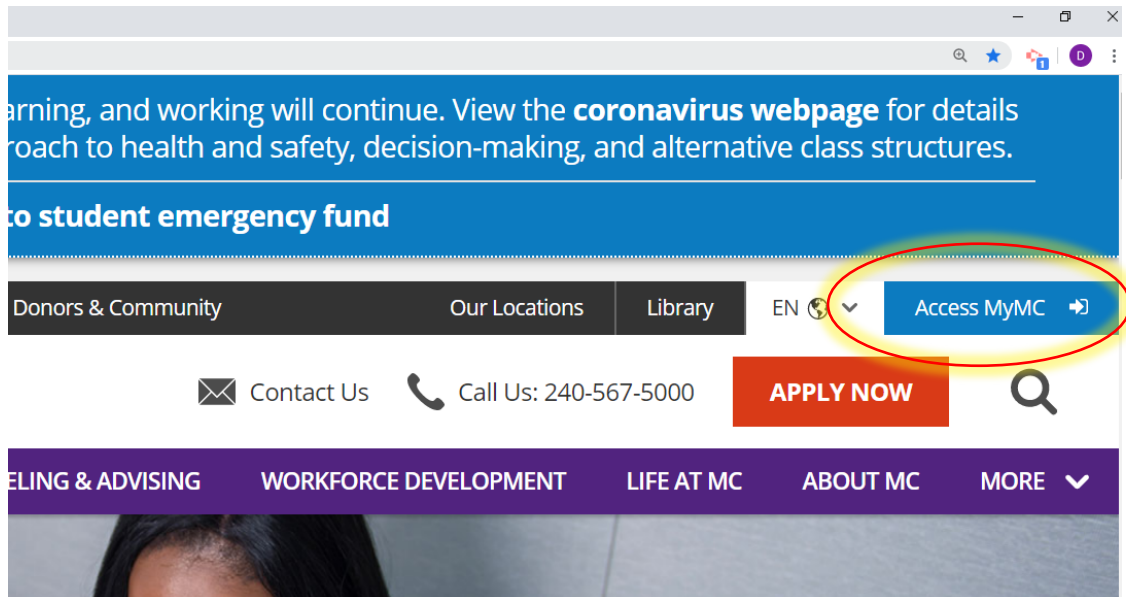 1
D
arning, and working will continue. View the coronavirus webpage for details
roach to health and safety, decision-making, and alternative class structures.
to student emergency fund
Donors & Community
Our Locations
Library
EN
Access MyMC
Contact Us
Call Us: 240-567-5000
APPLY NOW
ELING & ADVISING
WORKFORCE DEVELOPMENT
LIFE AT MC
ABOUT MC
MORE